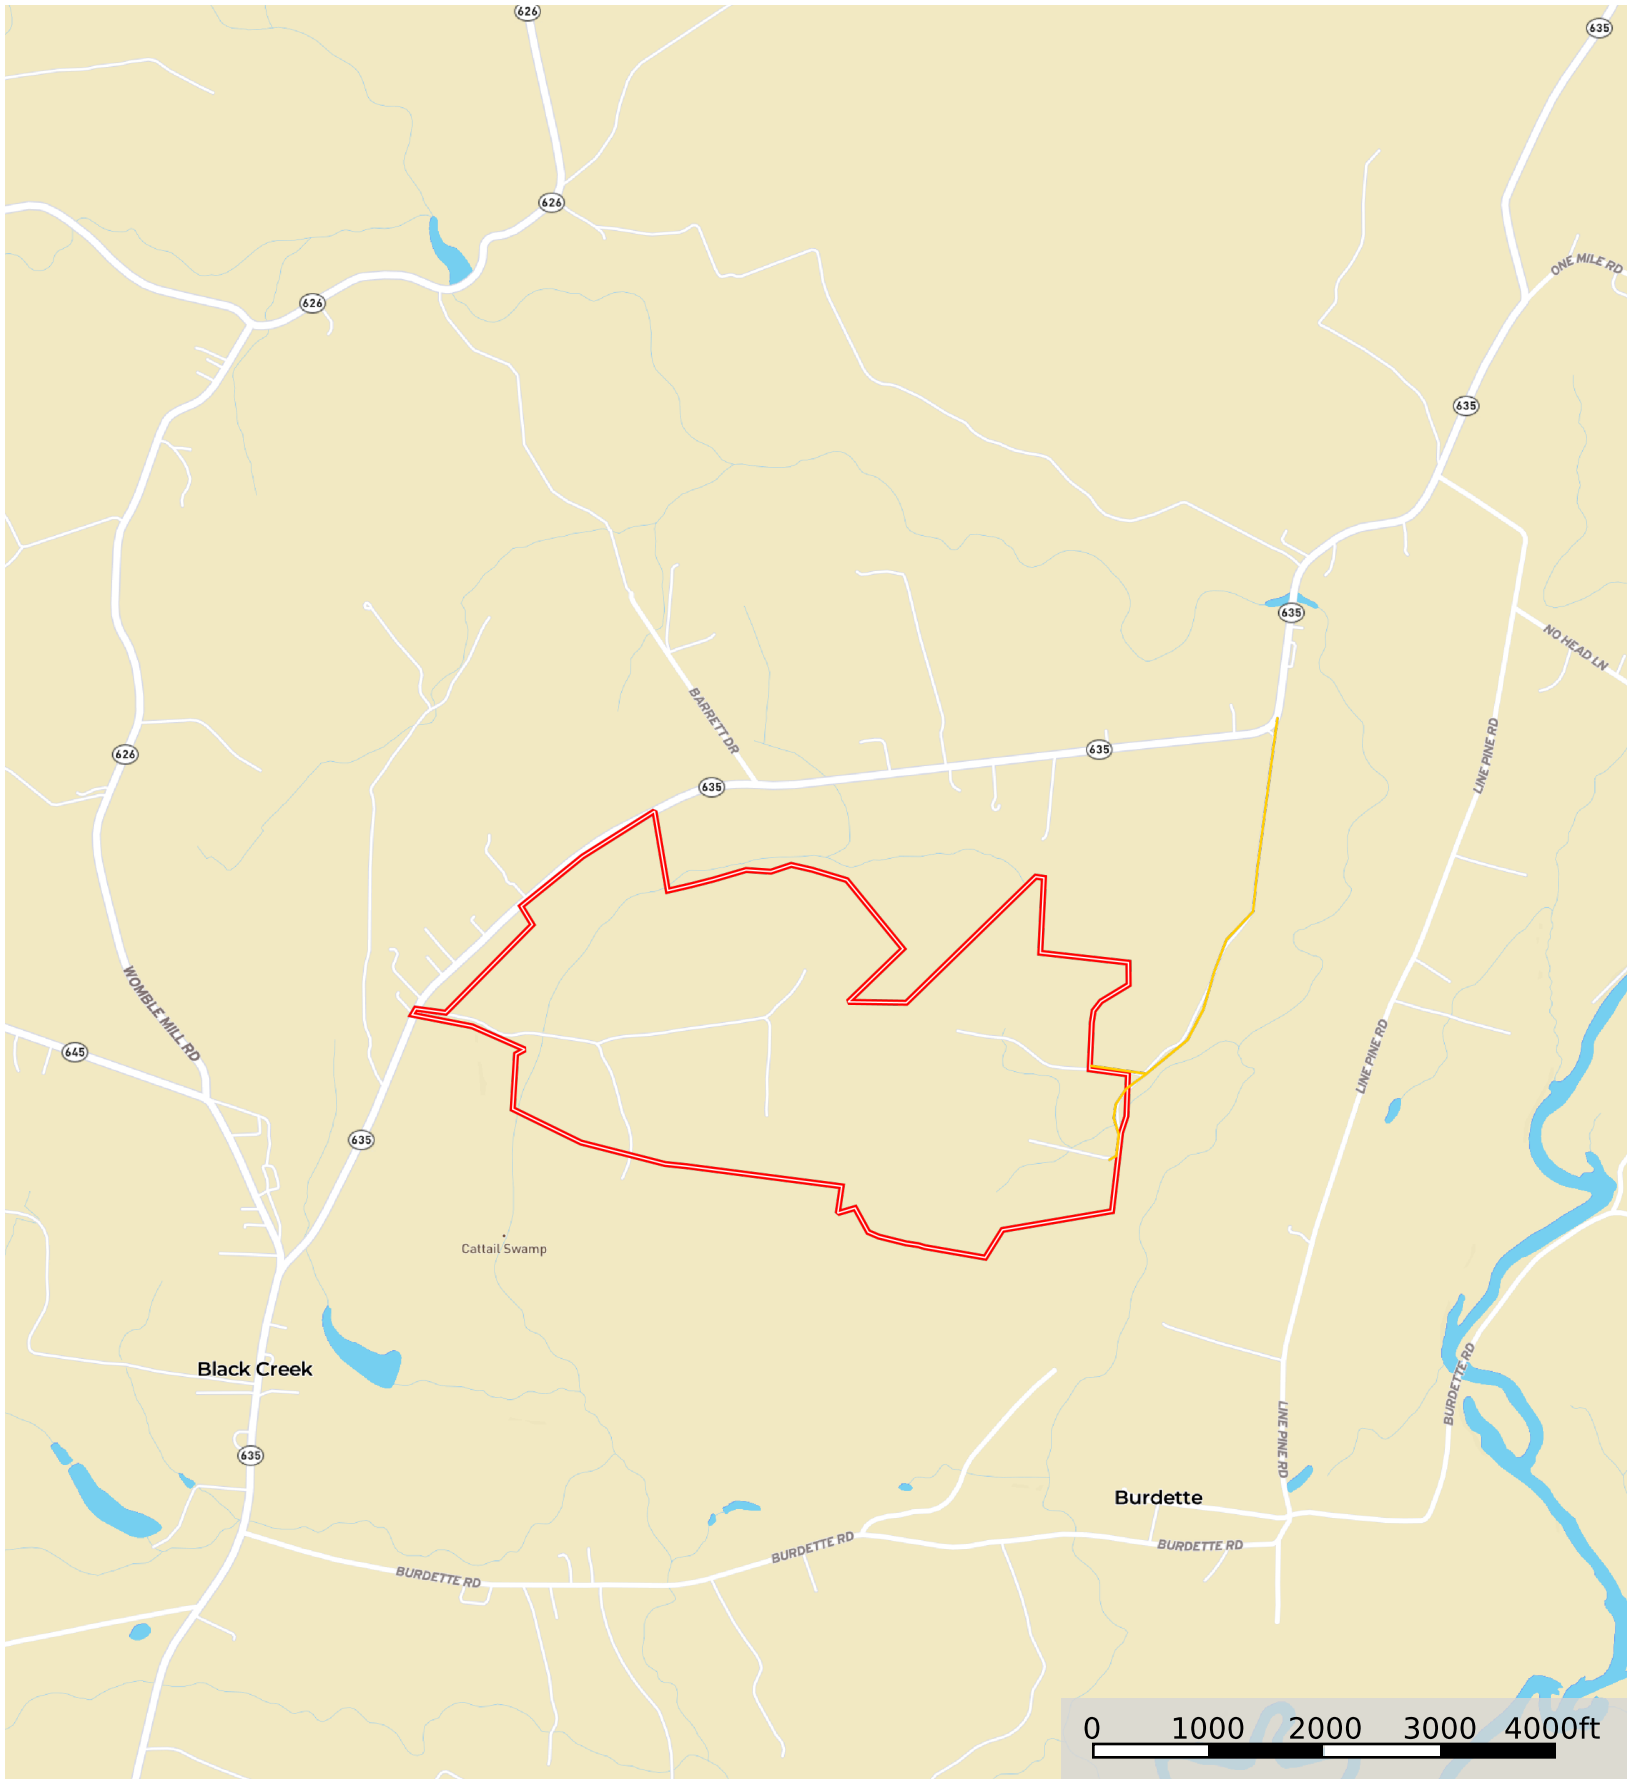 626
635
626
ONE MILE RD
626
635
635
NO HEAD LN
BARRETT DR
626
635
635
LINE PINE RD
WOMBLE MILL RD
645
LINE PINE RD
635
Cattail Swamp
Black Creek
BURDETTE RD
LINE PINE RD
635
Burdette
BURDETTE RD
BURDETTE RD
BURDETTE RD
0 1000 2000 3000 4000ft